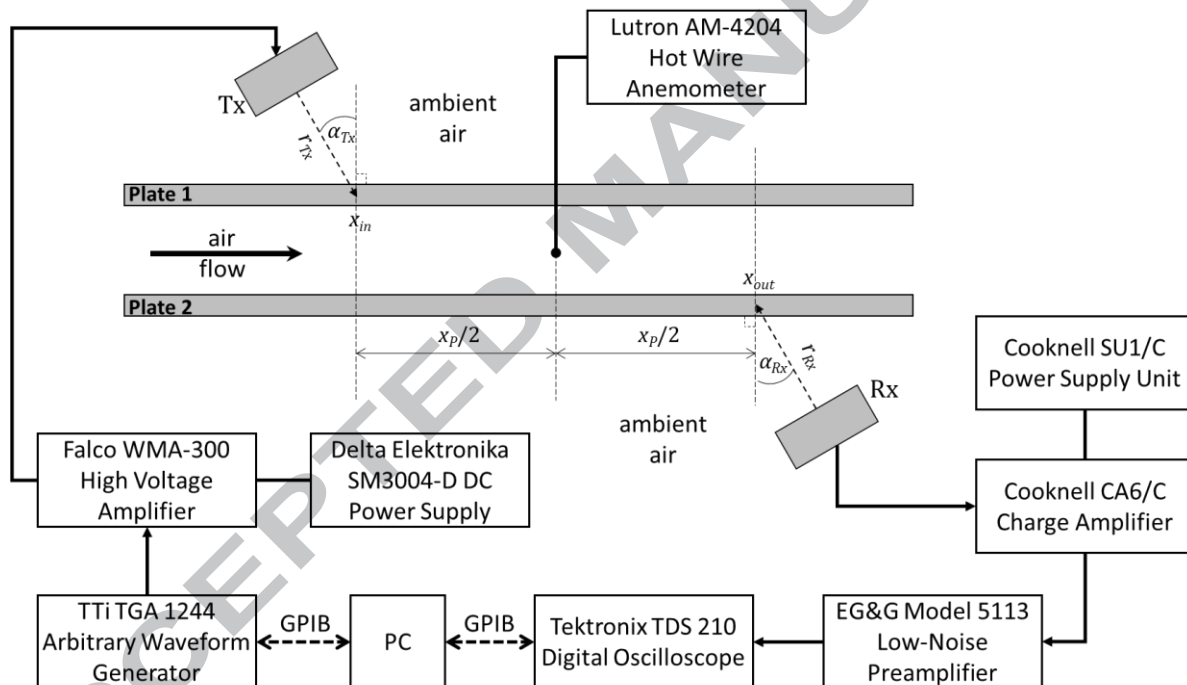 Lutron AM-4204
Hot Wire
Anemometer
Tx
r_Tx
α_Tx
ambient
air
Plate 1
x_in
air
flow
x_out
Plate 2
x_P/2
x_P/2
α_Rx
r_Rx
Rx
ambient
air
Cooknell SU1/C
Power Supply Unit
Falco WMA-300
High Voltage
Amplifier
Delta Elektronika
SM3004-D DC
Power Supply
Cooknell CA6/C
Charge Amplifier
TTi TGA 1244
Arbitrary Waveform
Generator
GPIB
PC
GPIB
Tektronix TDS 210
Digital Oscilloscope
EG&G Model 5113
Low-Noise
Preamplifier
CEPTED MANU